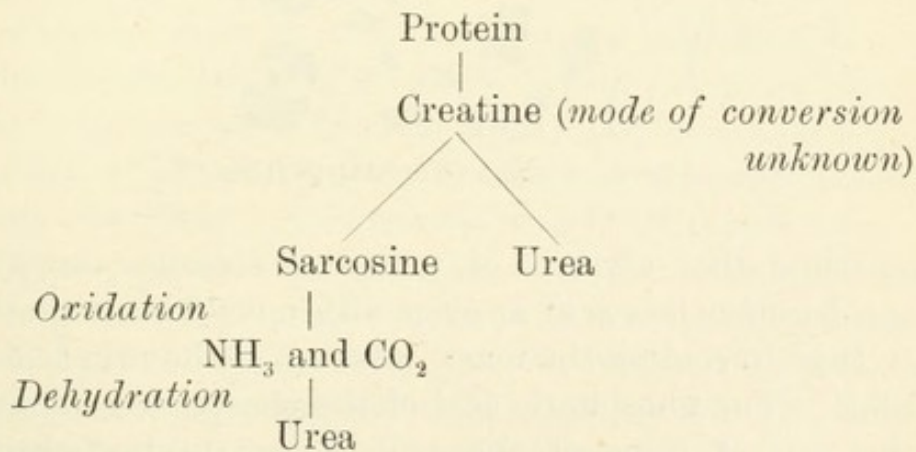 Protein
Creatine (mode of conversion
unknown)
Sarcosine Urea
Oxidation
NH₃ and CO₂
Dehydration
Urea